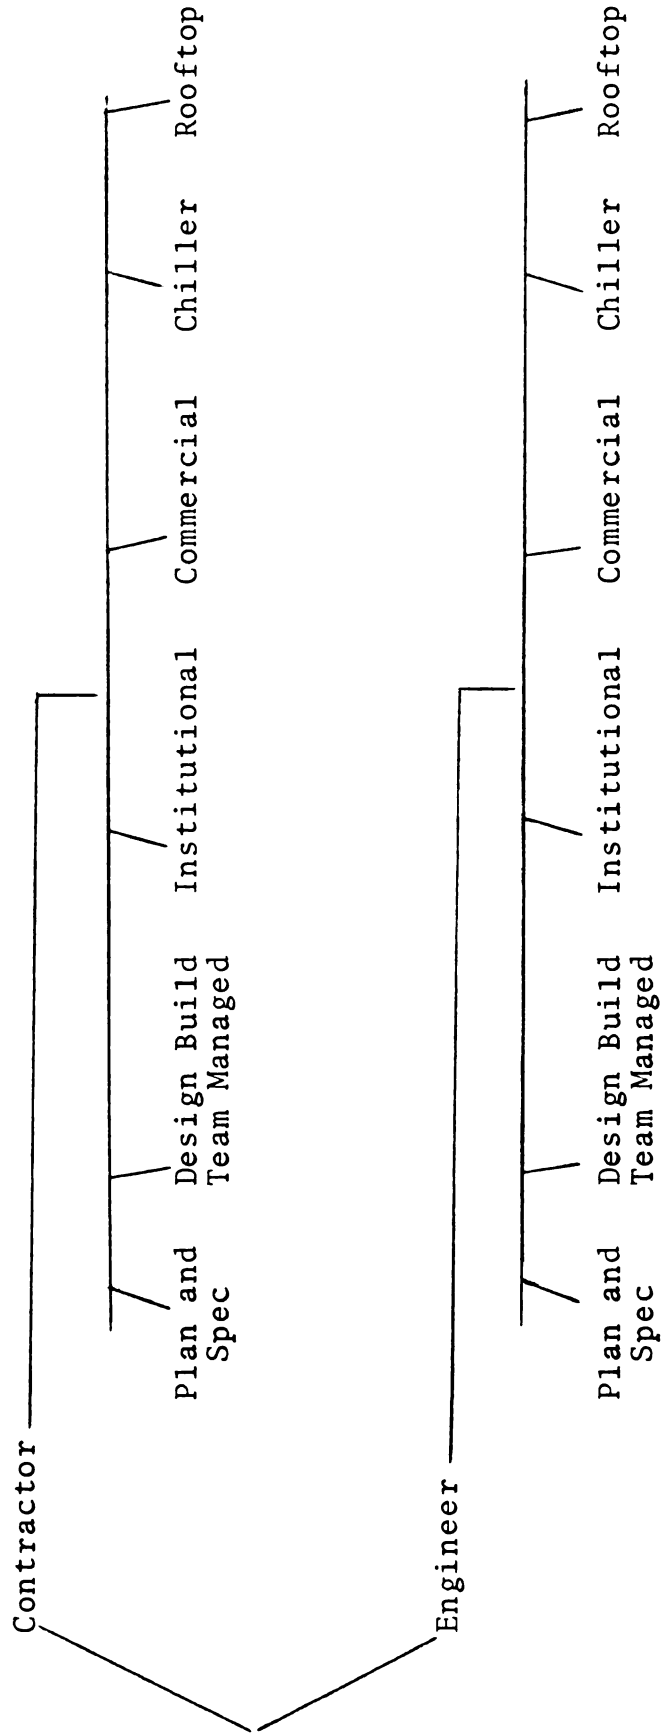 Contractor
Plan and
Spec
Design Build
Team Managed
Institutional
Commercial
Chiller
Rooftop
Engineer
Plan and
Spec
Design Build
Team Managed
Institutional
Commercial
Chiller
Rooftop